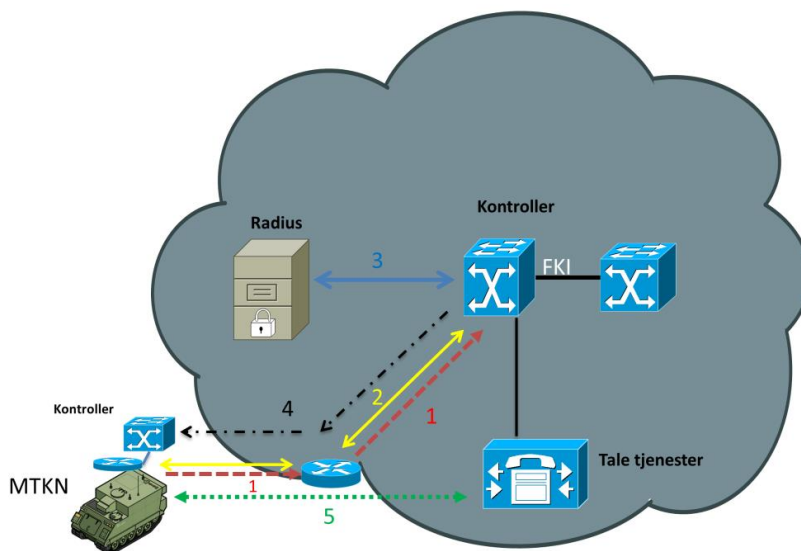 Kontroller
Radius
3
FKI
2
1
4
Kontroller
Tale tjenester
MTKN
1
5